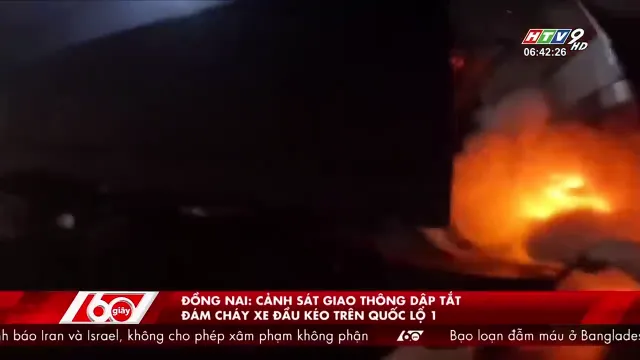 HTV9 HD
06:42:26
60 giây
ĐỒNG NAI: CẢNH SÁT GIAO THÔNG DẬP TẮT
ĐÁM CHÁY XE ĐẦU KÉO TRÊN QUỐC LỘ 1
nh báo Iran và Israel, không cho phép xâm phạm không phận
Bạo loạn đẫm máu ở Banglades